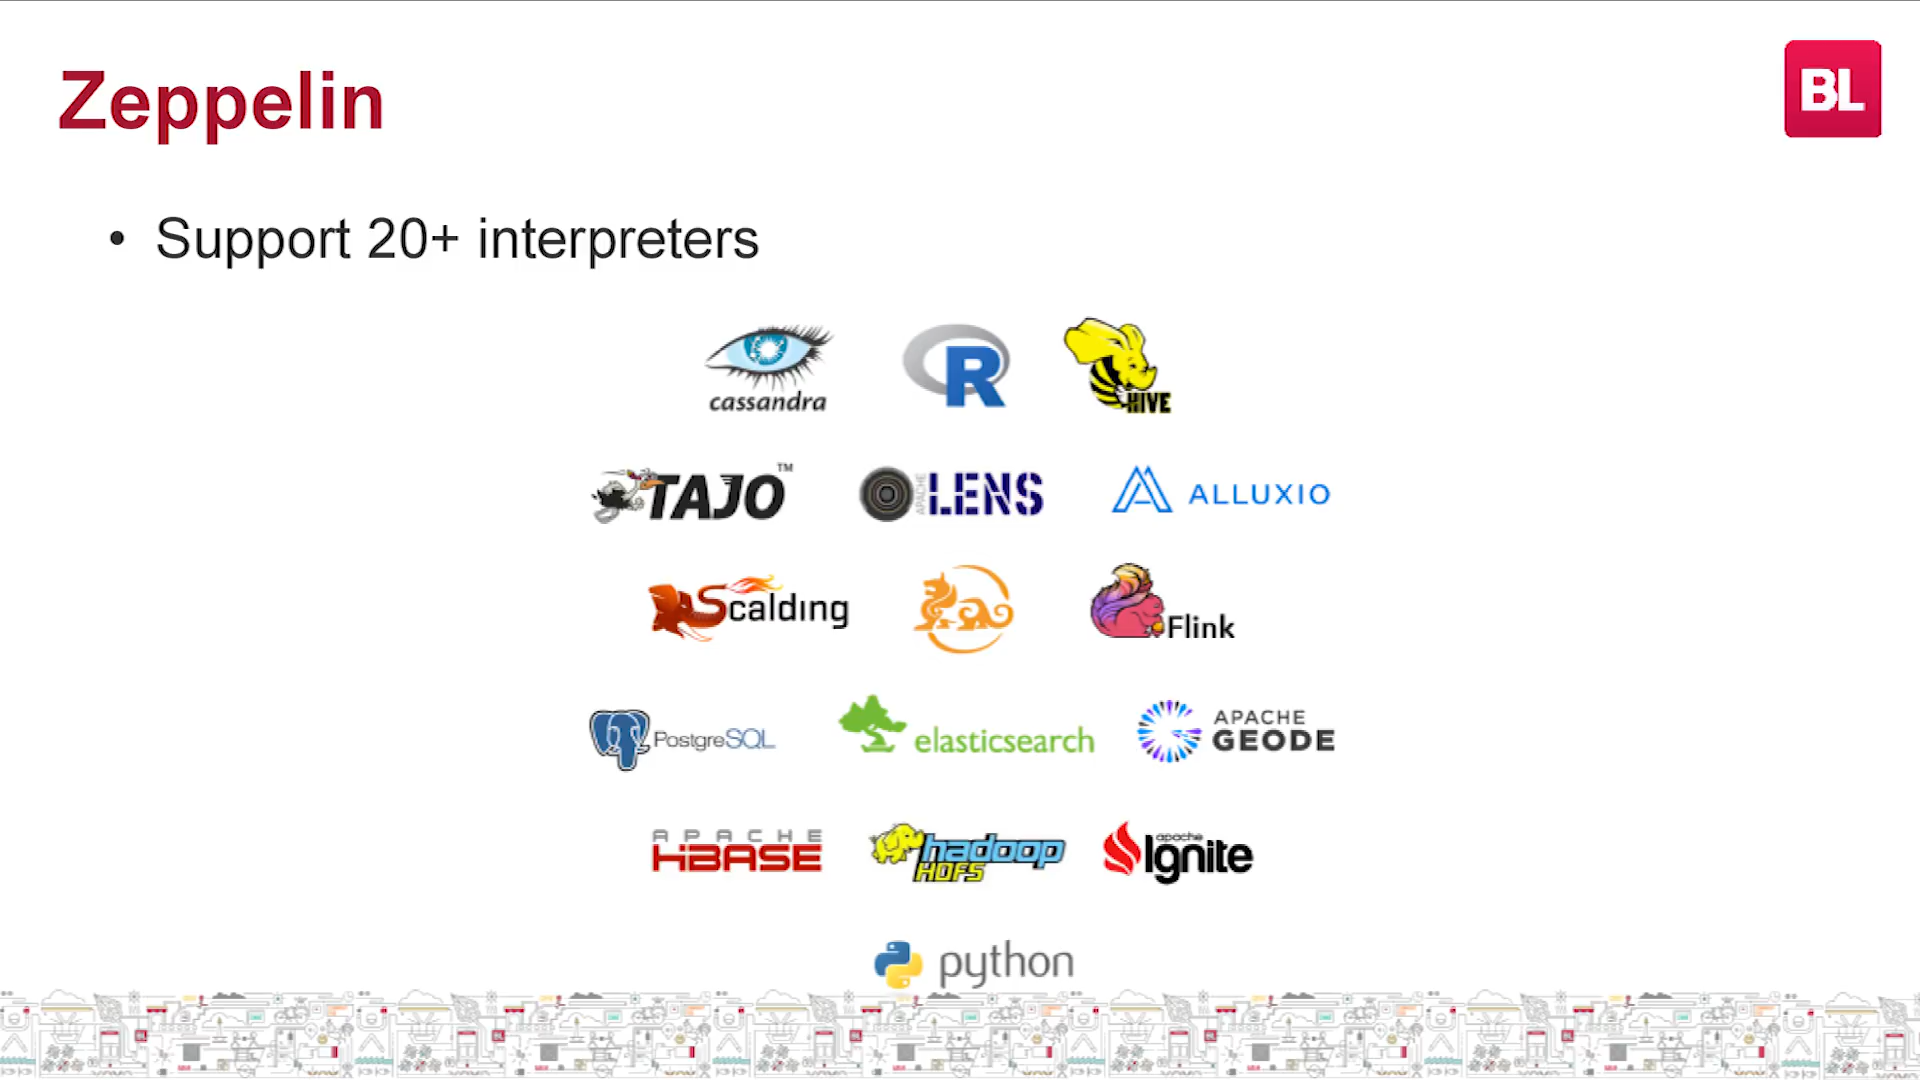 Zeppelin
BL
• Support 20+ interpreters
cassandra
R
HIVE
TAJO™
APACHE LENS
ALLUXIO
Scalding
Flink
PostgreSQL
elasticsearch
APACHE GEODE
APACHE HBASE
hadoop HDFS
apache Ignite
python